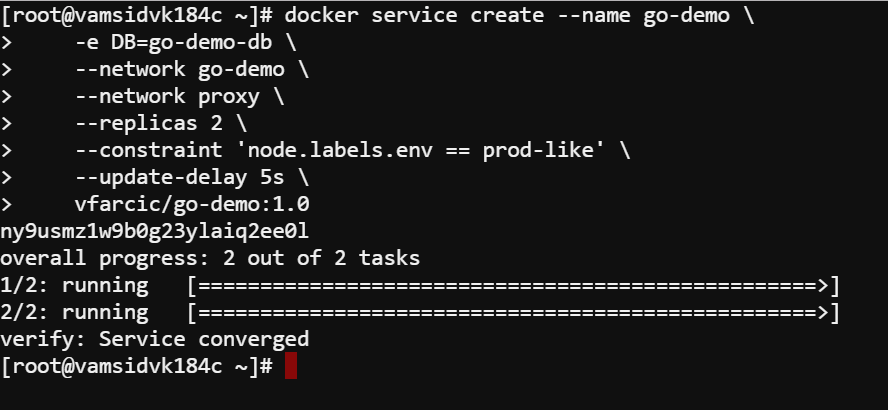 [root@vamsidvk184c ~]# docker service create --name go-demo \
>     -e DB=go-demo-db \
>     --network go-demo \
>     --network proxy \
>     --replicas 2 \
>     --constraint 'node.labels.env == prod-like' \
>     --update-delay 5s \
>     vfarcic/go-demo:1.0
ny9usmz1w9b0g23ylaiq2ee0l
overall progress: 2 out of 2 tasks
1/2: running   [==================================================>]
2/2: running   [==================================================>]
verify: Service converged
[root@vamsidvk184c ~]#